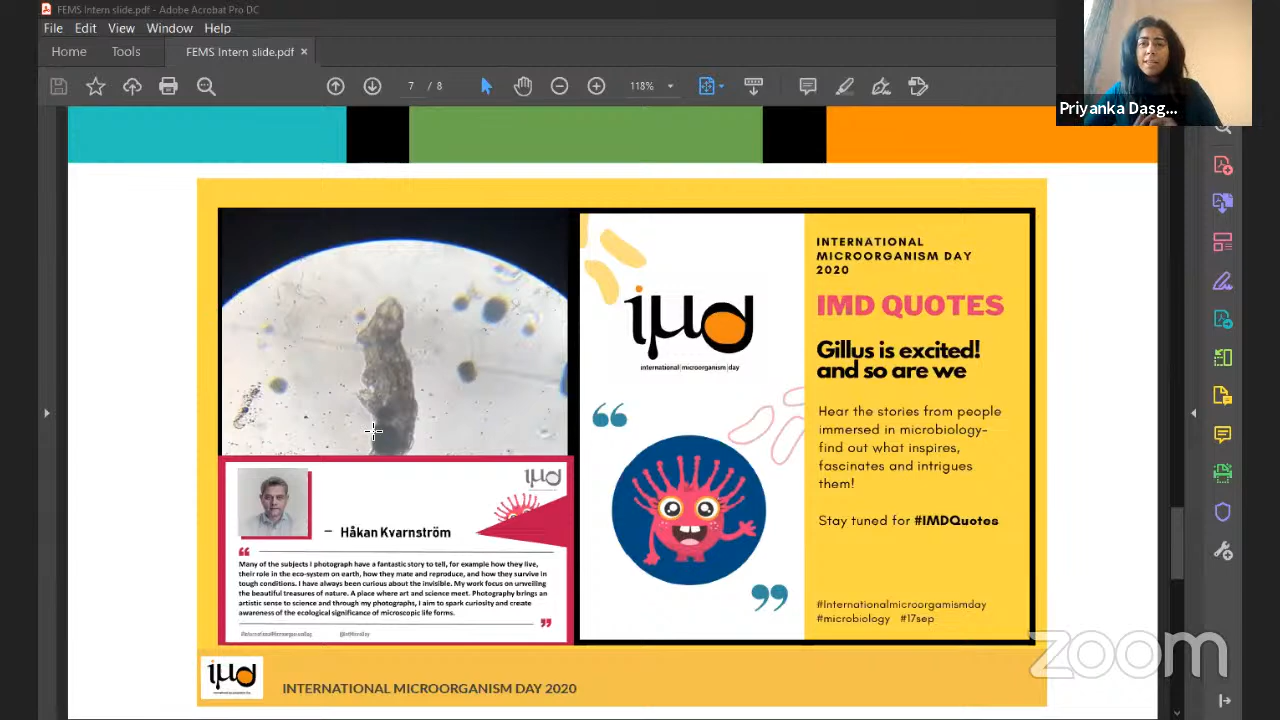 FEMS Intern slide.pdf - Adobe Acrobat Pro DC
File Edit View Window Help
Home Tools FEMS Intern slide.pdf ×
7 / 8 118%
Priyanka Dasg...
INTERNATIONAL
MICROORGANISM DAY
2020
IMD QUOTES
Gillus is excited!
and so are we
Hear the stories from people
immersed in microbiology-
find out what inspires,
fascinates and intrigues
them!
Stay tuned for #IMDQuotes
#Internationalmicroorgamismday
#microbiology #17sep
iμd
international microorganism day
“
”
iμd
– Håkan Kvarnström
“
Many of the subjects I photograph have a fantastic story to tell, for example how they live,
their role in the eco-system on earth, how they mate and reproduce, and how they survive in
tough conditions. I have always been curious about the invisible. My work focus on unveiling
the beautiful treasures of nature. A place where art and science meet. Photography brings an
artistic sense to science and through my photographs, I aim to spark curiosity and create
awareness of the ecological significance of microscopic life forms.
”
iμd
INTERNATIONAL MICROORGANISM DAY 2020
zoom